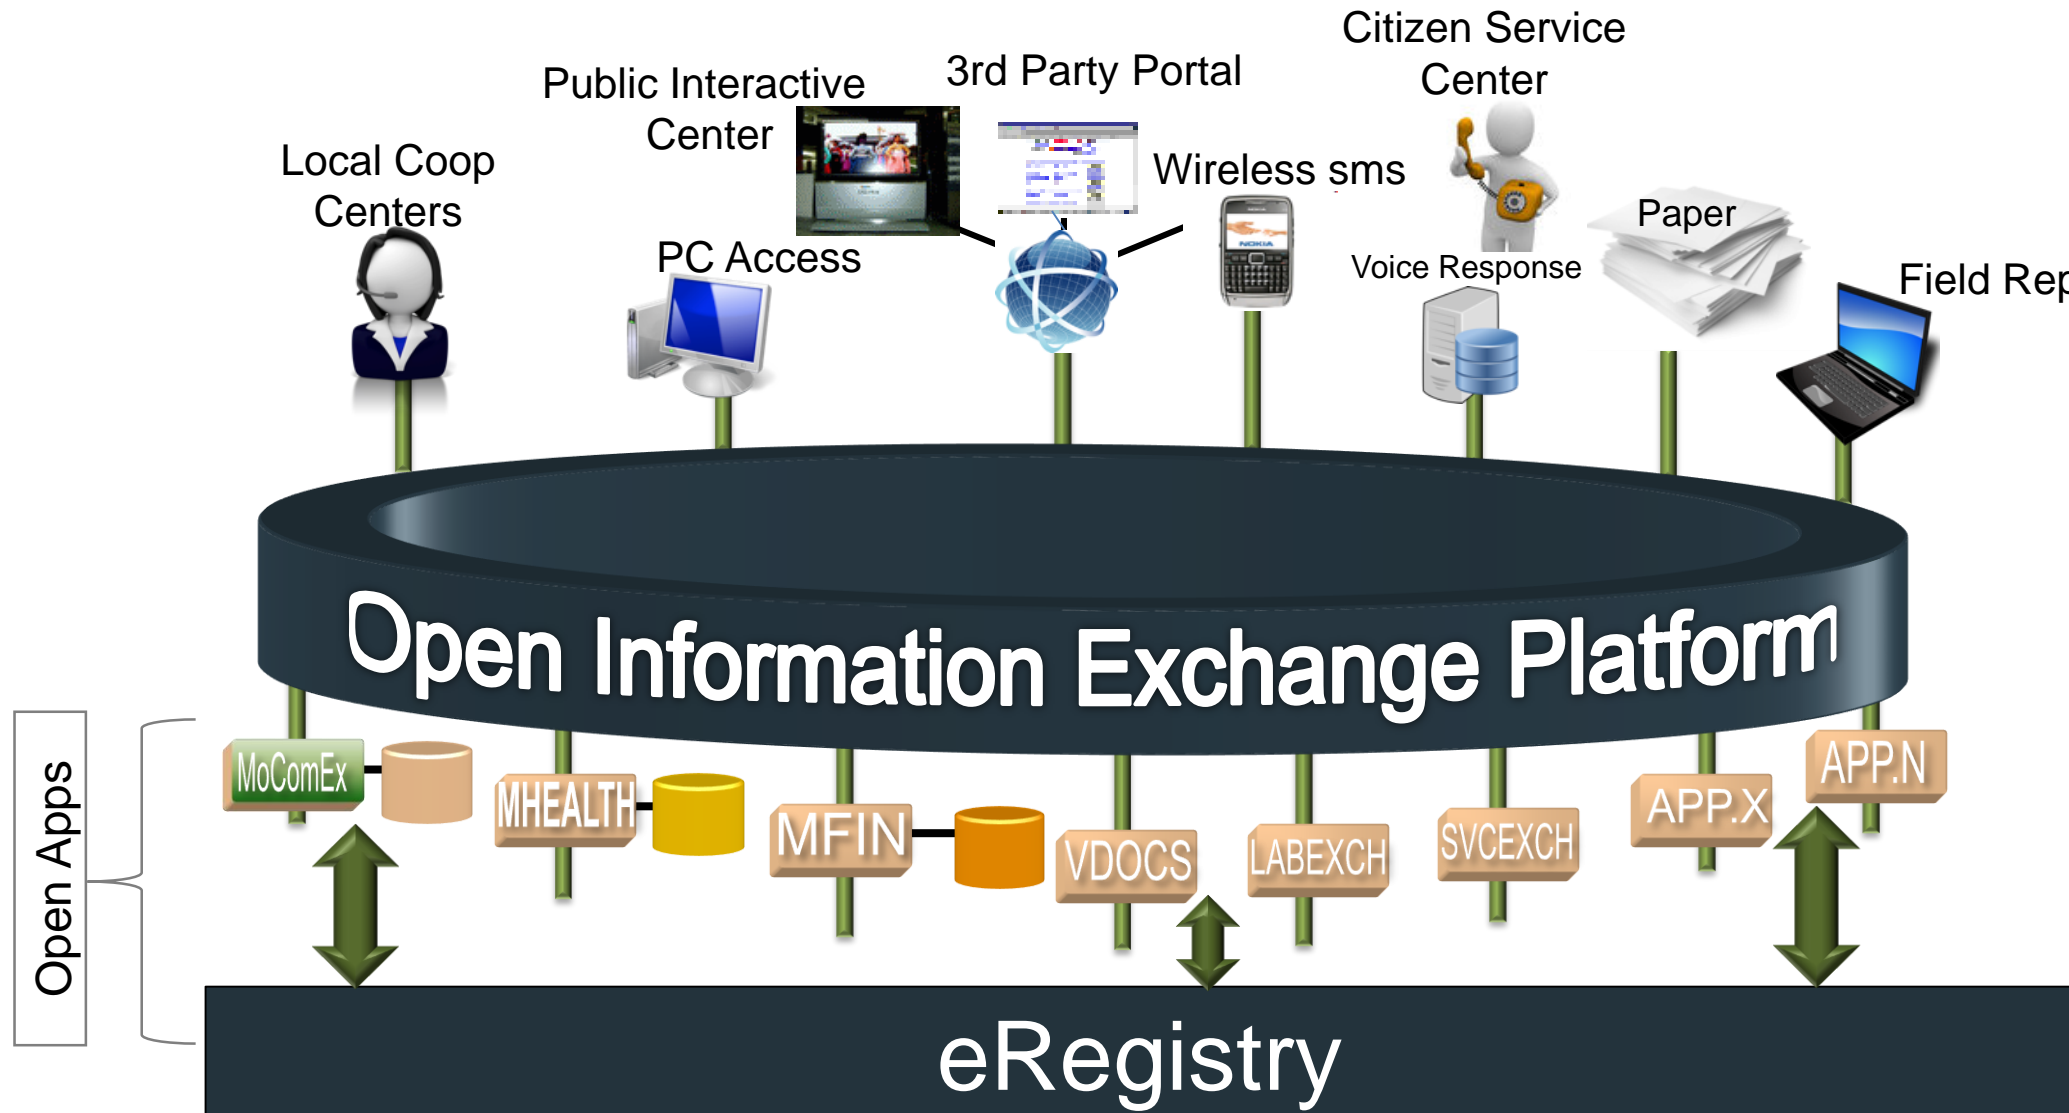 Citizen Service
Center
3rd Party Portal
Public Interactive
Center
Local Coop
Centers
Wireless sms
Paper
PC Access
Voice Response
Field Rep
NOKIA
Open Information Exchange Platform
MoComEx
MHEALTH
MFIN
VDOCS
LABEXCH
SVCEXCH
APP.X
APP.N
Open Apps
eRegistry